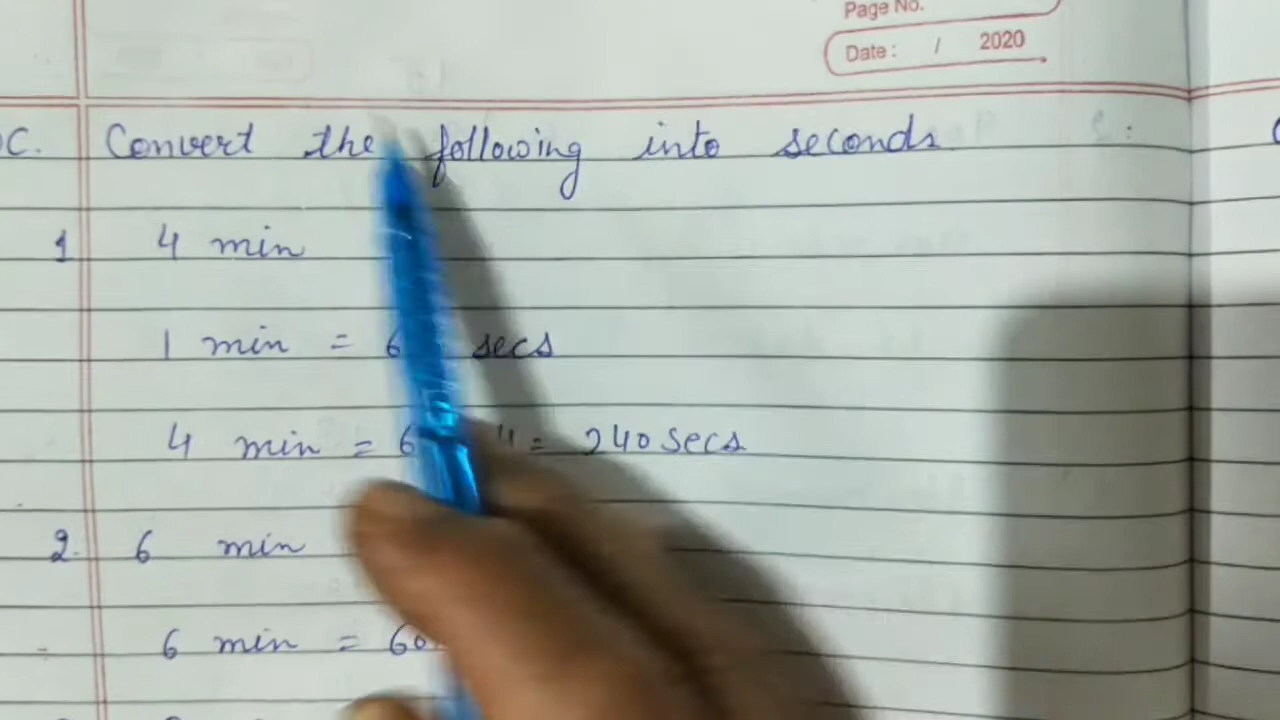 Page No.
Date : / 2020
C. Convert the following into seconds
1 4 min
1 min = 6 secs
4 min = 6 4 = 240 secs
2. 6 min
6 min = 60